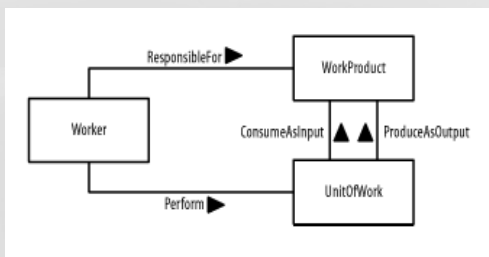 ResponsibleFor
WorkProduct
Worker
ConsumeAsInput
ProduceAsOutput
UnitOfWork
Perform